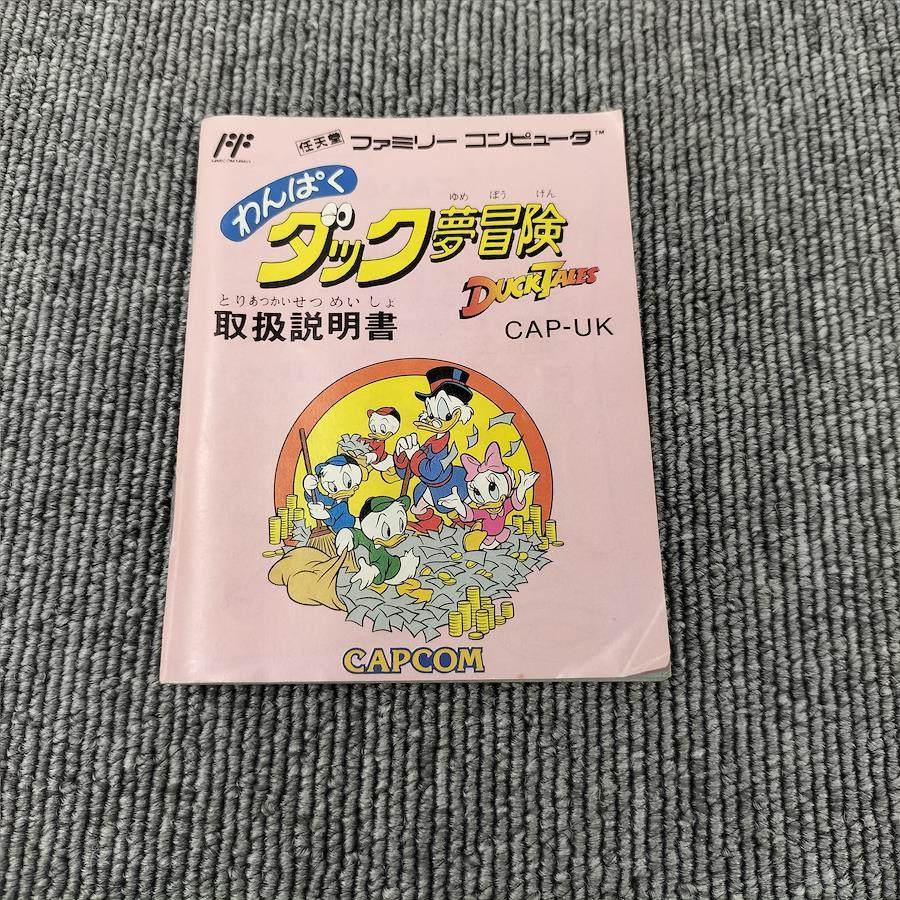 任天堂 ファミリー コンピュータ™
わんぱく
ゆめ ぼう けん
ダック夢冒険
DUCKTALES
とりあつかいせつめいしょ
取扱説明書
CAP-UK
CAPCOM